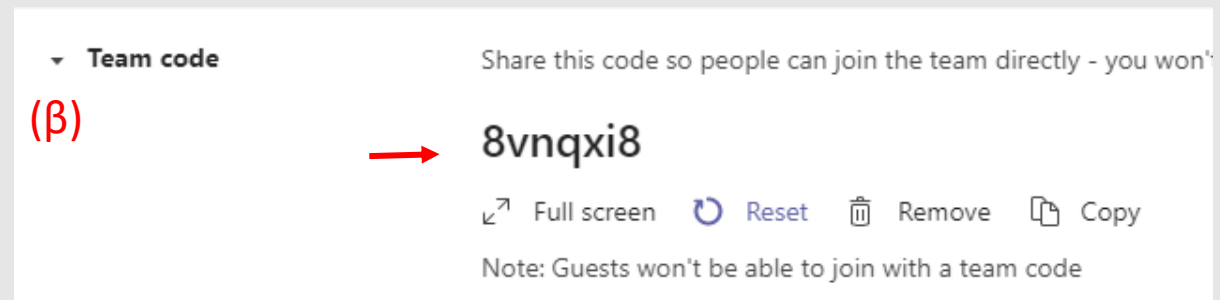 Team code
Share this code so people can join the team directly - you won'
(β)
8vnqxi8
Full screen Reset Remove Copy
Note: Guests won't be able to join with a team code